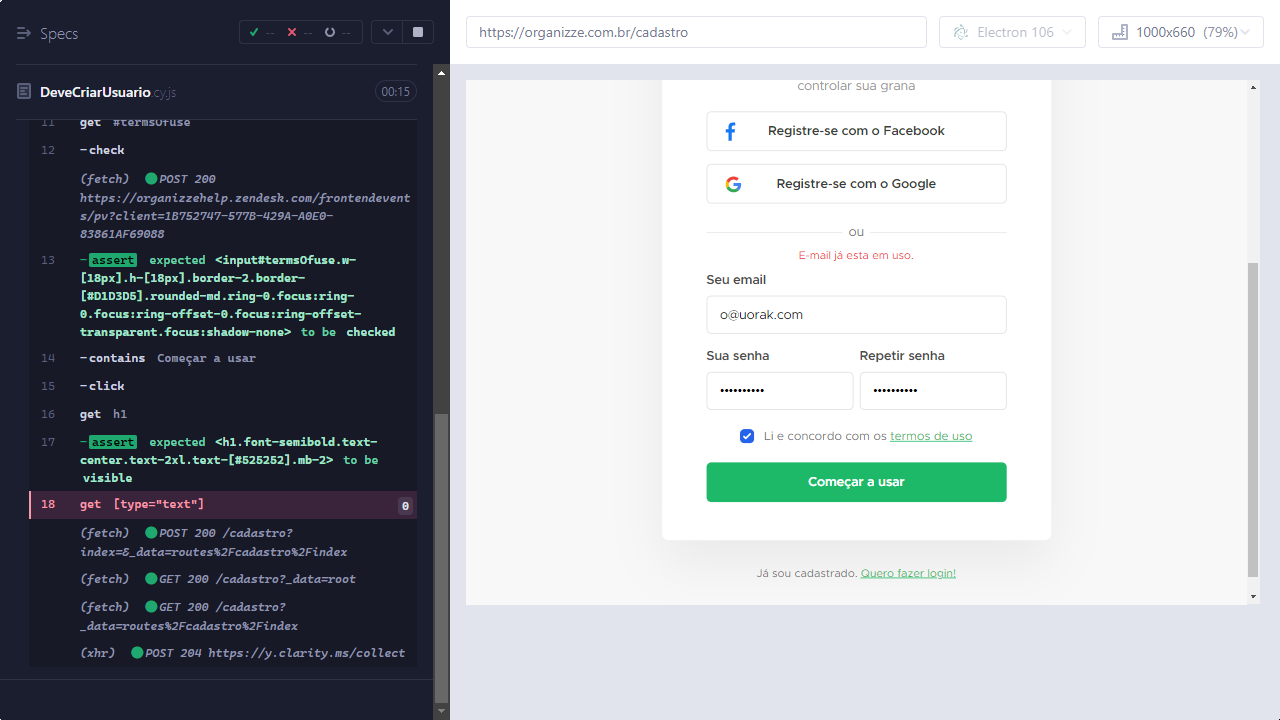 Specs
-- -- --
DeveCriarUsuario.cy.js 00:15
11 get #termsOfuse
12 -check
(fetch) POST 200
https://organizzehelp.zendesk.com/frontendevent
s/pv?client=1B752747-577B-429A-A0E0-
83861AF69088
13 -assert expected <input#termsOfuse.w-
[18px].h-[18px].border-2.border-
[#D1D3D5].rounded-md.ring-0.focus:ring-
0.focus:ring-offset-0.focus:ring-offset-
transparent.focus:shadow-none> to be checked
14 -contains Começar a usar
15 -click
16 get h1
17 -assert expected <h1.font-semibold.text-
center.text-2xl.text-[#525252].mb-2> to be
visible
18 get [type="text"] 0
(fetch) POST 200 /cadastro?
index=&_data=routes%2Fcadastro%2Findex
(fetch) GET 200 /cadastro?_data=root
(fetch) GET 200 /cadastro?
_data=routes%2Fcadastro%2Findex
(xhr) POST 204 https://y.clarity.ms/collect
https://organizze.com.br/cadastro
Electron 106
1000x660 (79%)
controlar sua grana
Registre-se com o Facebook
Registre-se com o Google
ou
E-mail já esta em uso.
Seu email
o@uorak.com
Sua senha Repetir senha
•••••••••• ••••••••••
Li e concordo com os termos de uso
Começar a usar
Já sou cadastrado. Quero fazer login!